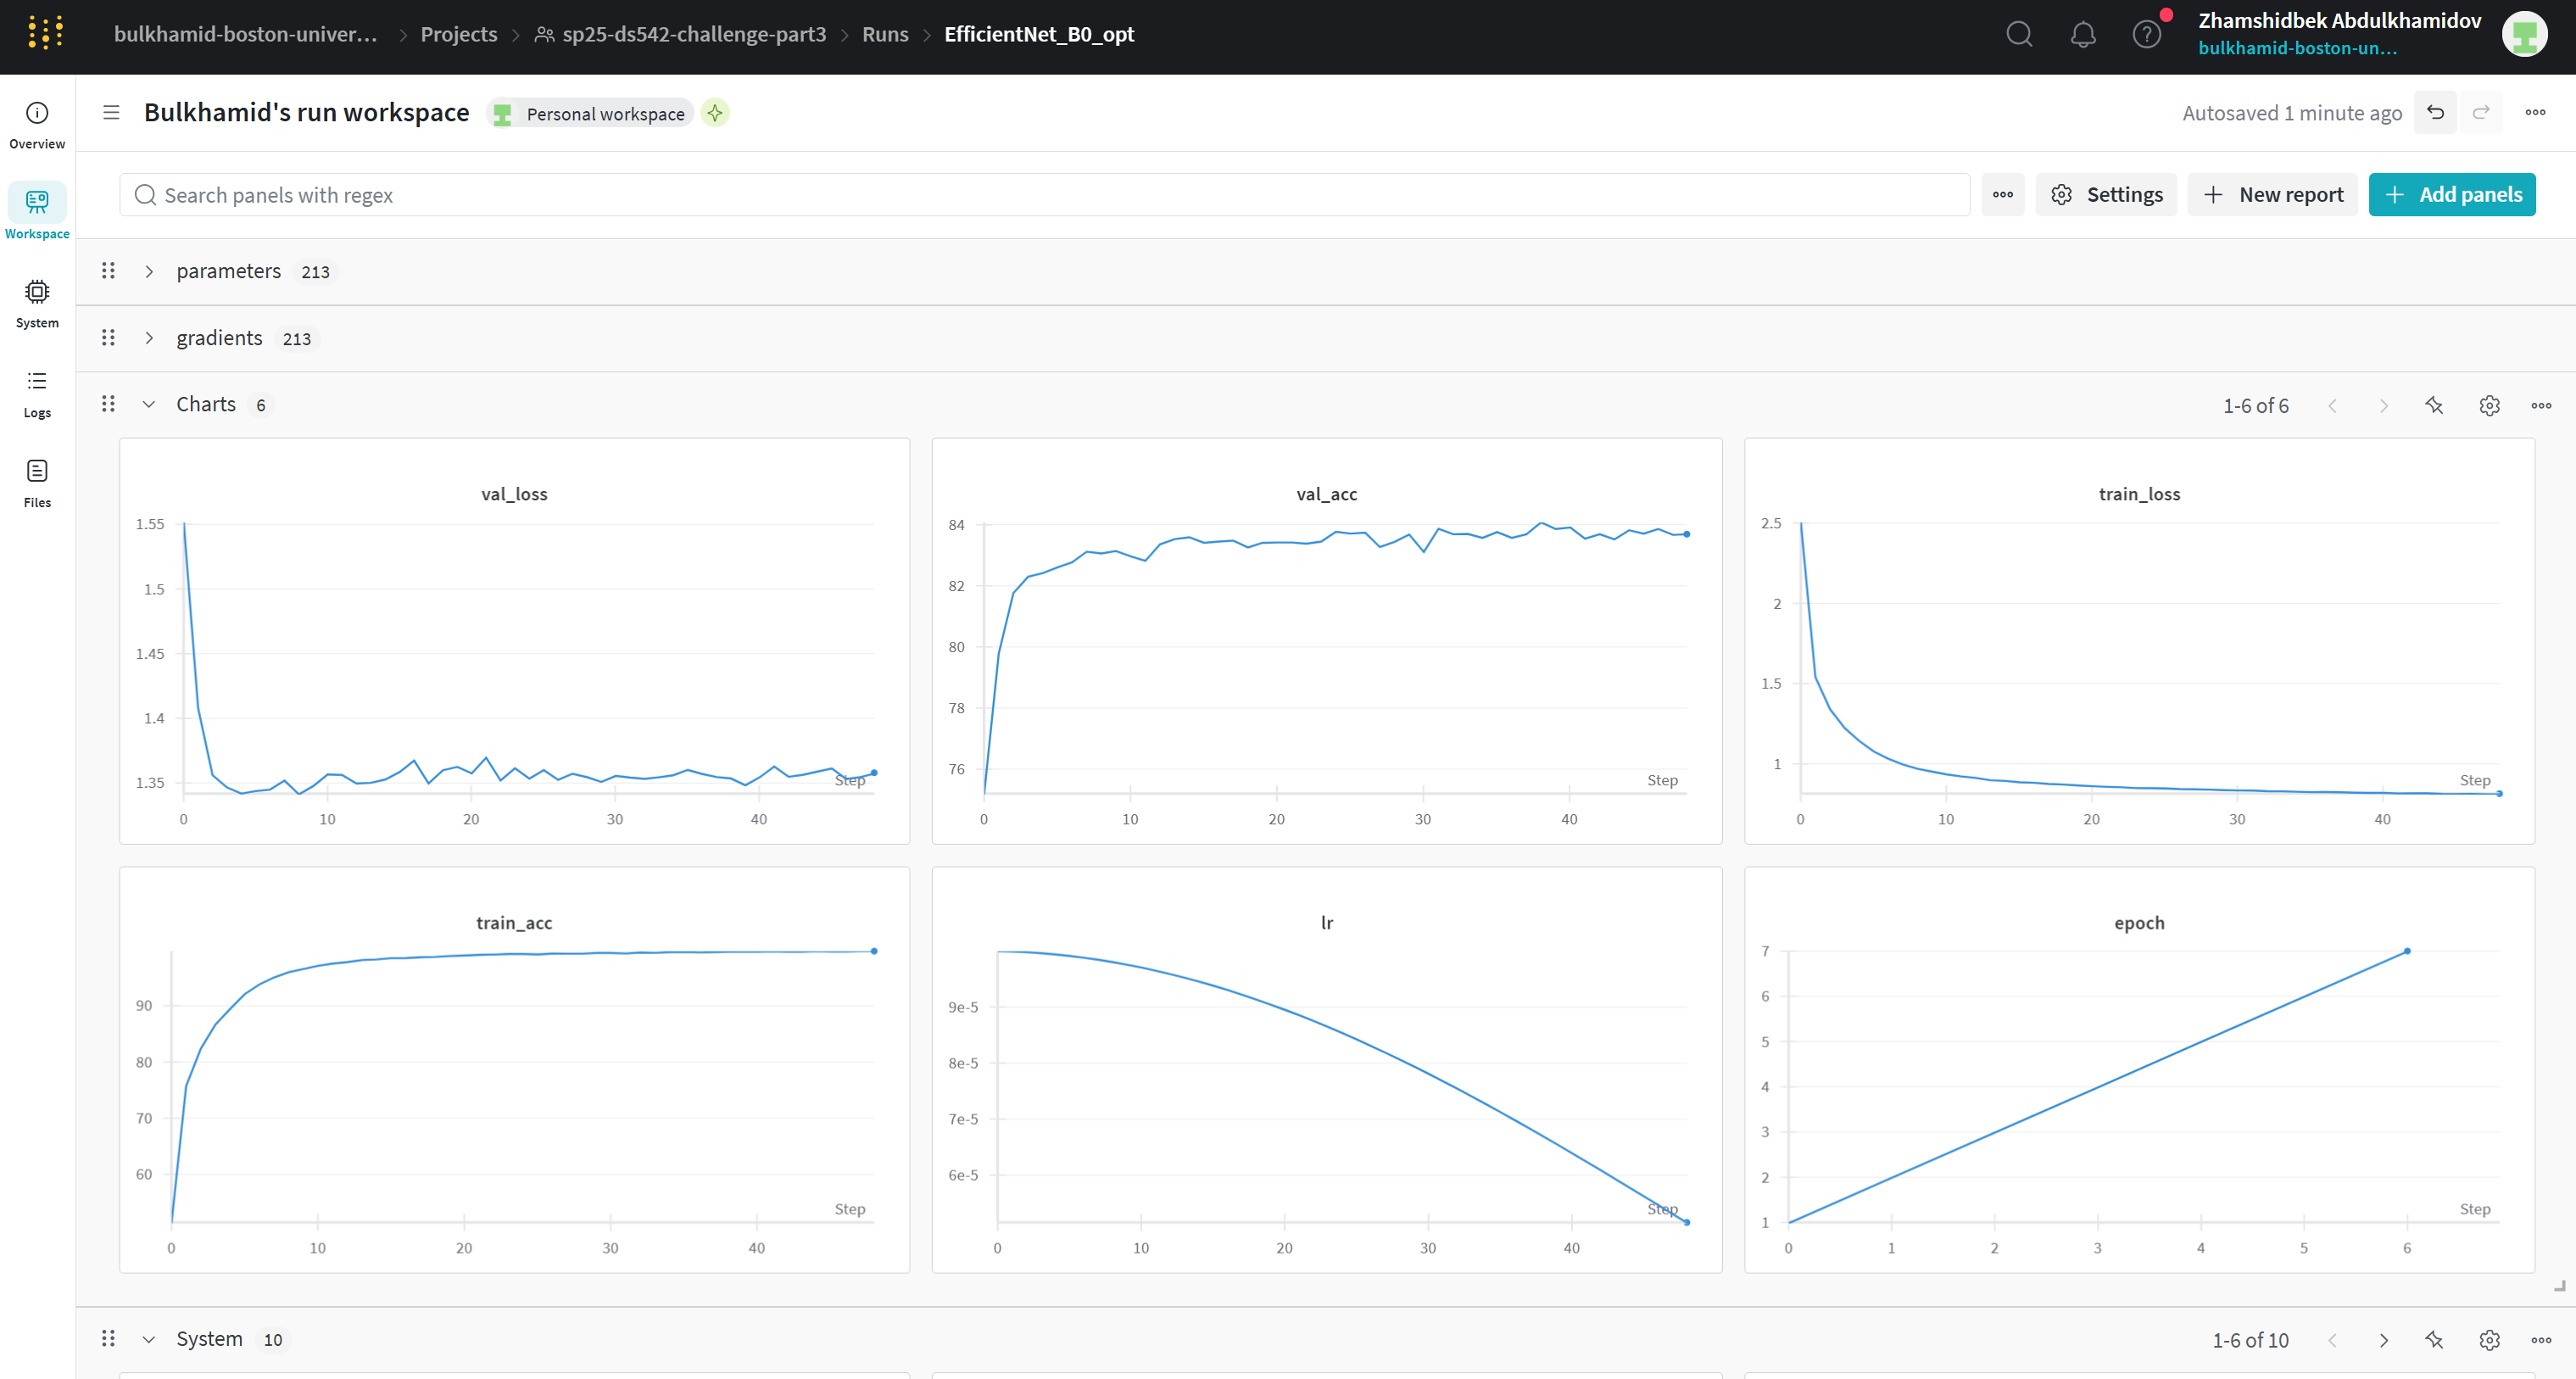 bulkhamid-boston-univer... > Projects > sp25-ds542-challenge-part3 > Runs > EfficientNet_B0_opt
Zhamshidbek Abdulkhamidov
bulkhamid-boston-un...
Bulkhamid's run workspace Personal workspace Autosaved 1 minute ago
Overview
Workspace
System
Logs
Files
Search panels with regex Settings New report Add panels
parameters 213
gradients 213
Charts 6 1-6 of 6
val_loss
1.55
1.5
1.45
1.4
1.35
Step
0 10 20 30 40
val_acc
84
82
80
78
76
Step
0 10 20 30 40
train_loss
2.5
2
1.5
1
Step
0 10 20 30 40
train_acc
90
80
70
60
Step
0 10 20 30 40
lr
9e-5
8e-5
7e-5
6e-5
Step
0 10 20 30 40
epoch
7
6
5
4
3
2
1
Step
0 1 2 3 4 5 6
System 10 1-6 of 10